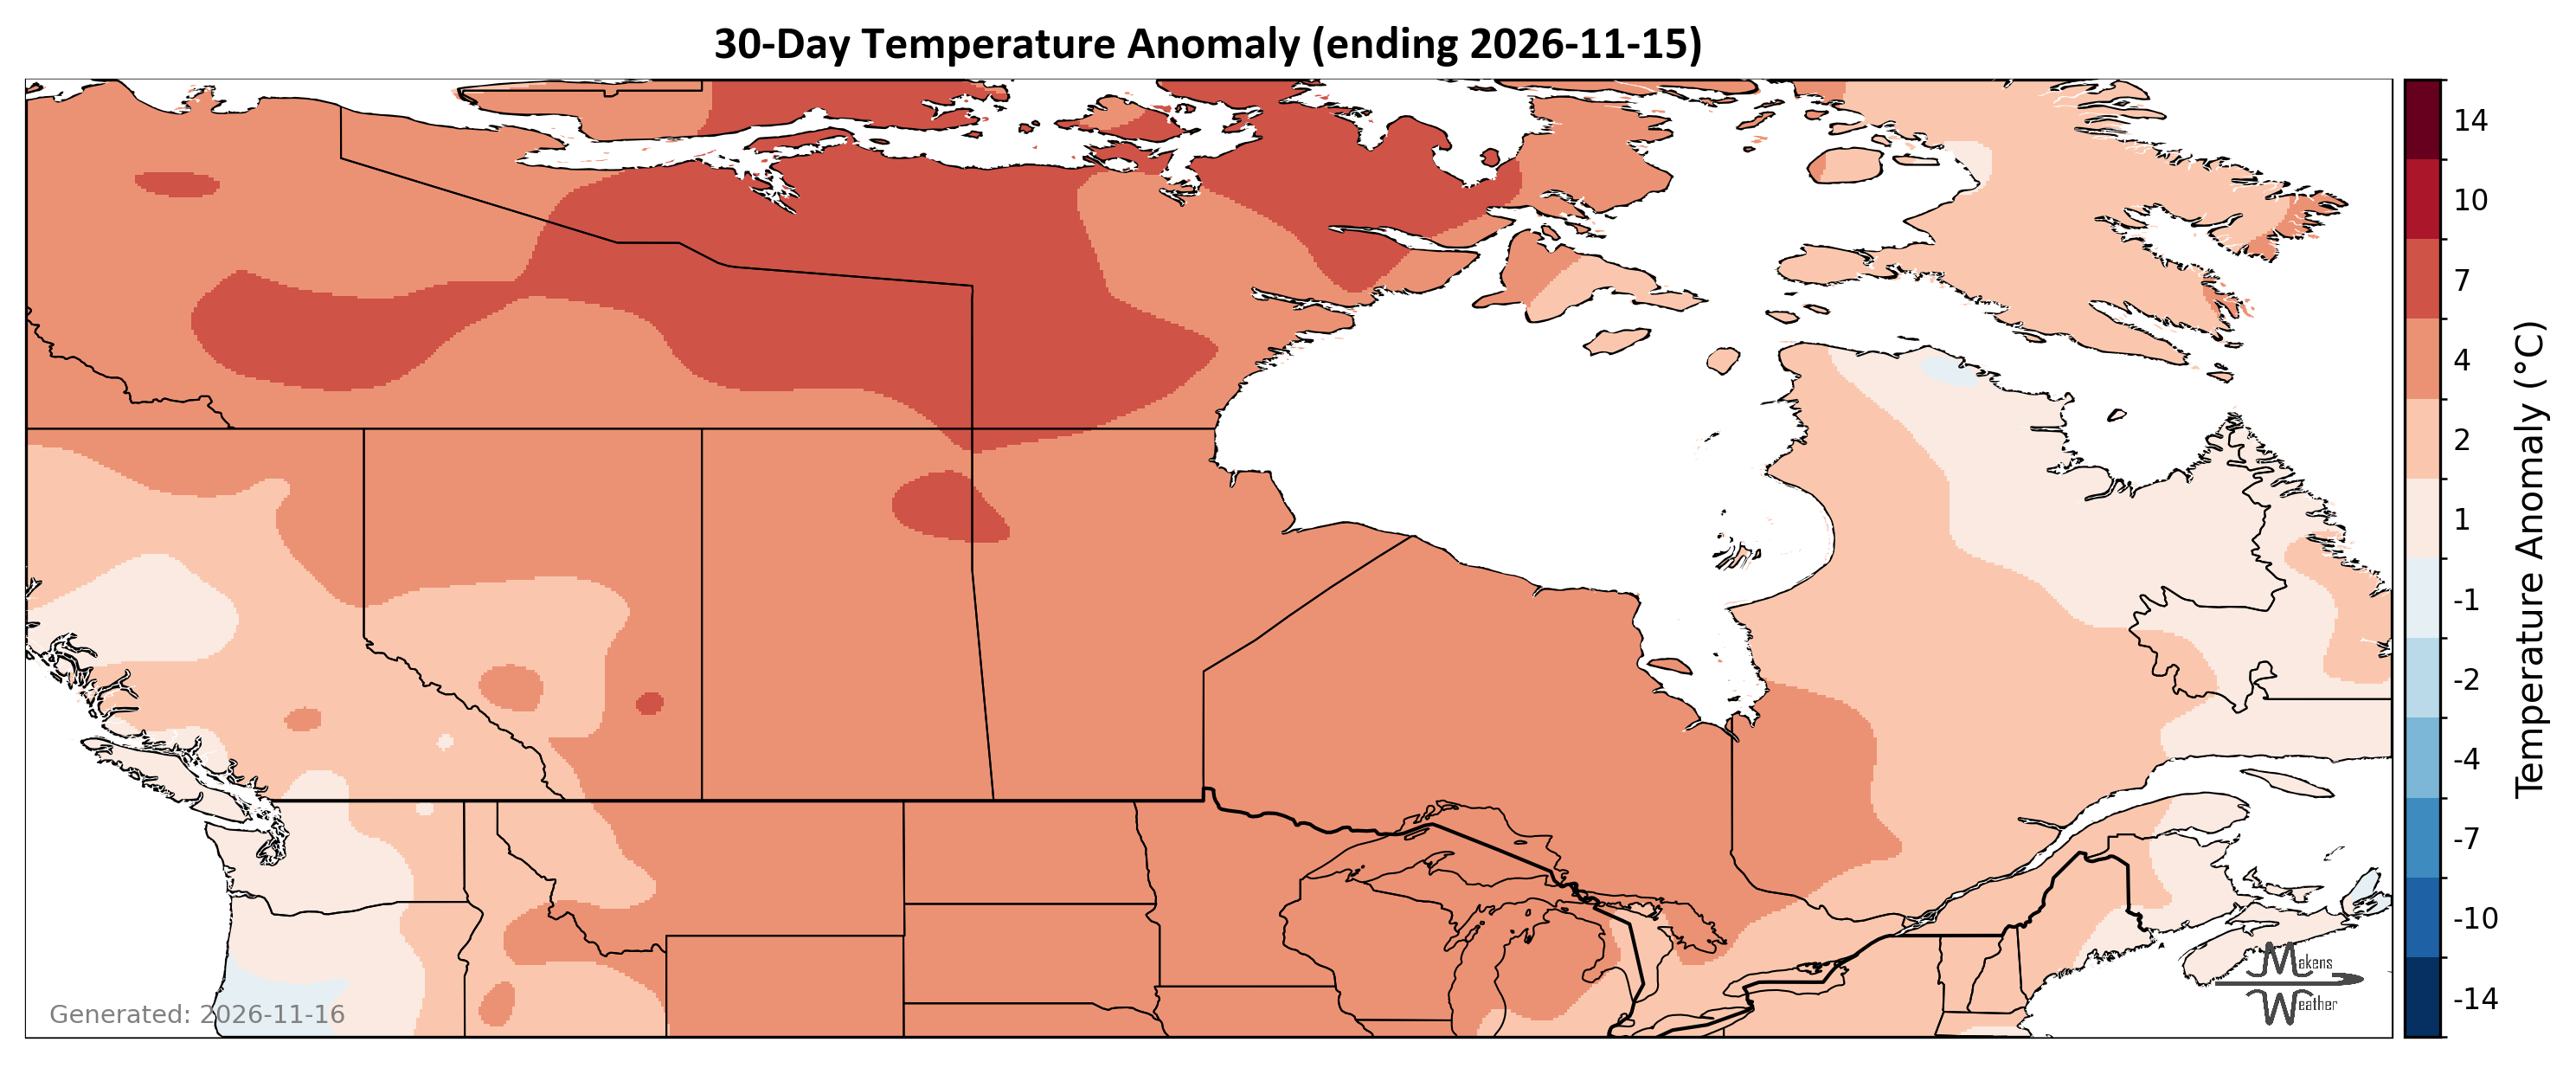 30-Day Temperature Anomaly (ending 2026-11-15)
14
10
7
4
2
1
-1
-2
-4
-7
-10
-14
Temperature Anomaly (°C)
Makens
Weather
Generated: 2026-11-16